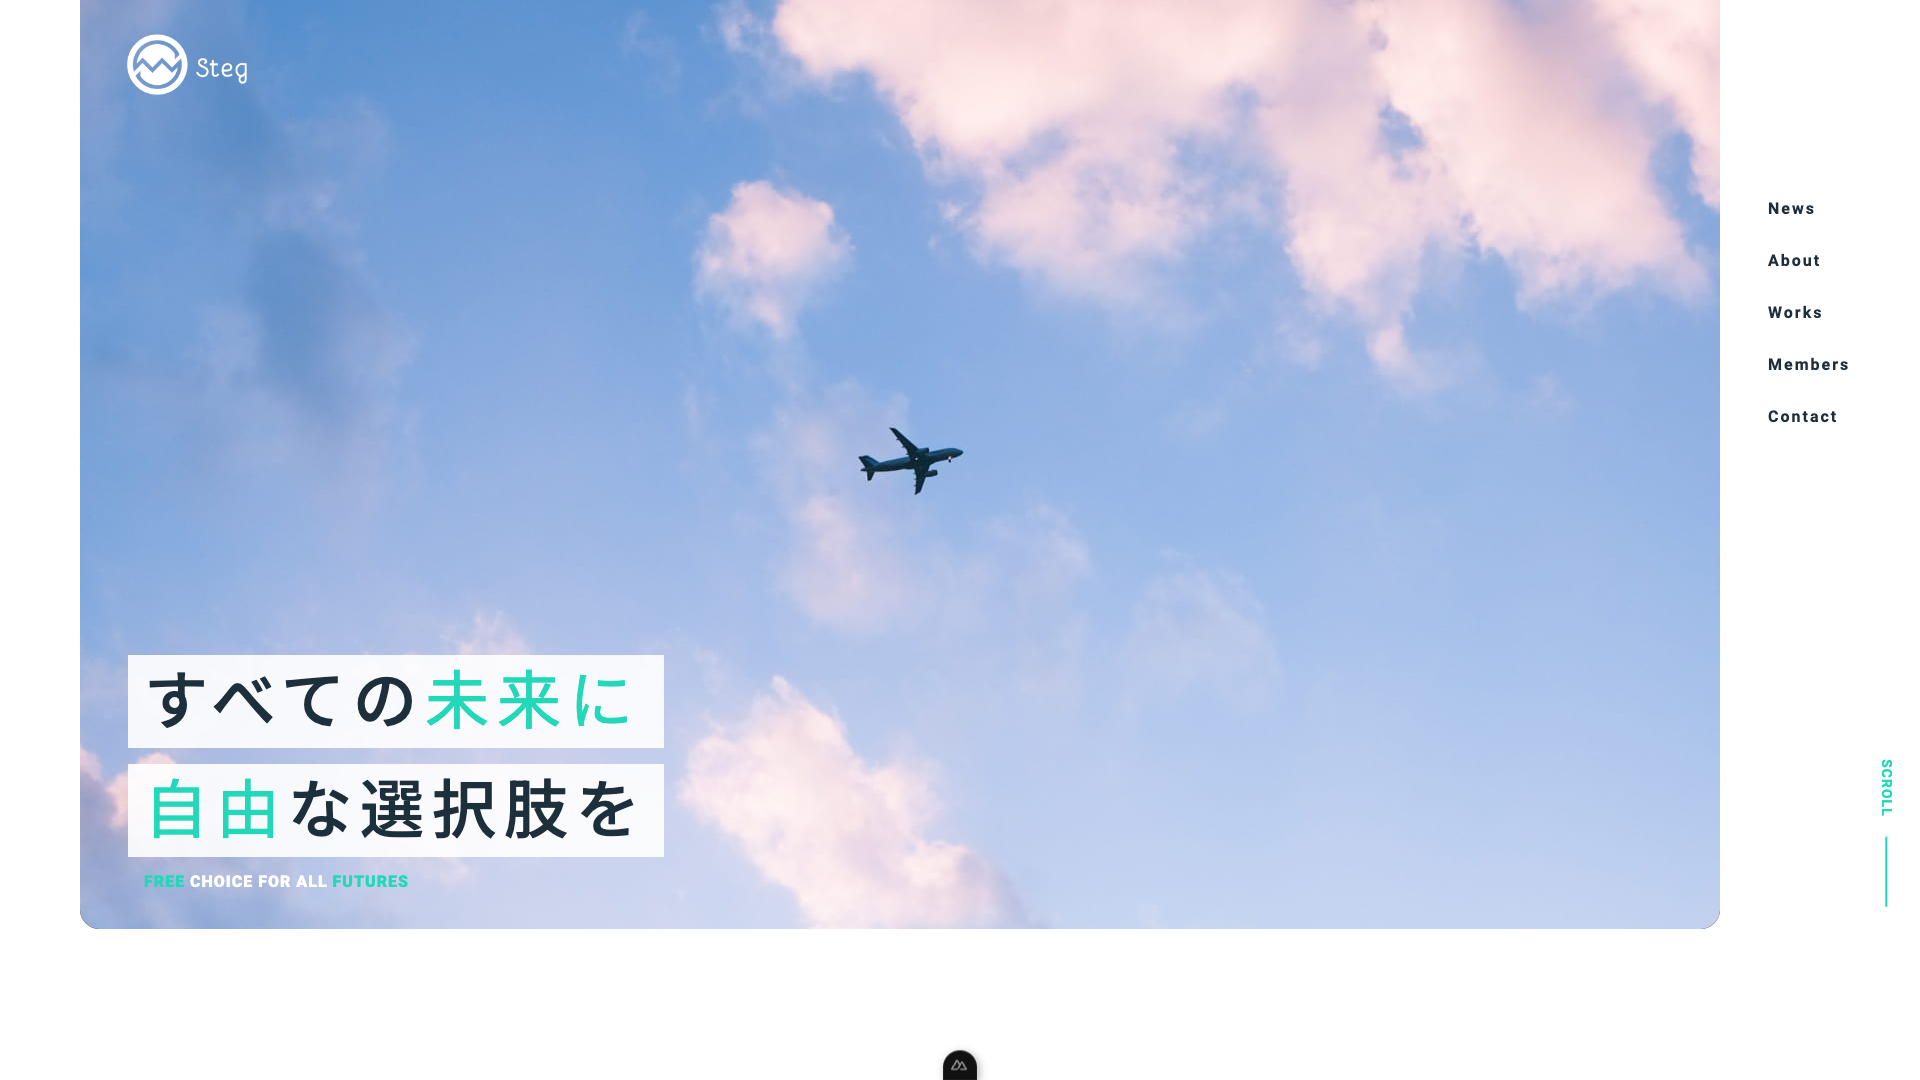 Steg
News
About
Works
Members
Contact
すべての未来に
自由な選択肢を
FREE CHOICE FOR ALL FUTURES
SCROLL